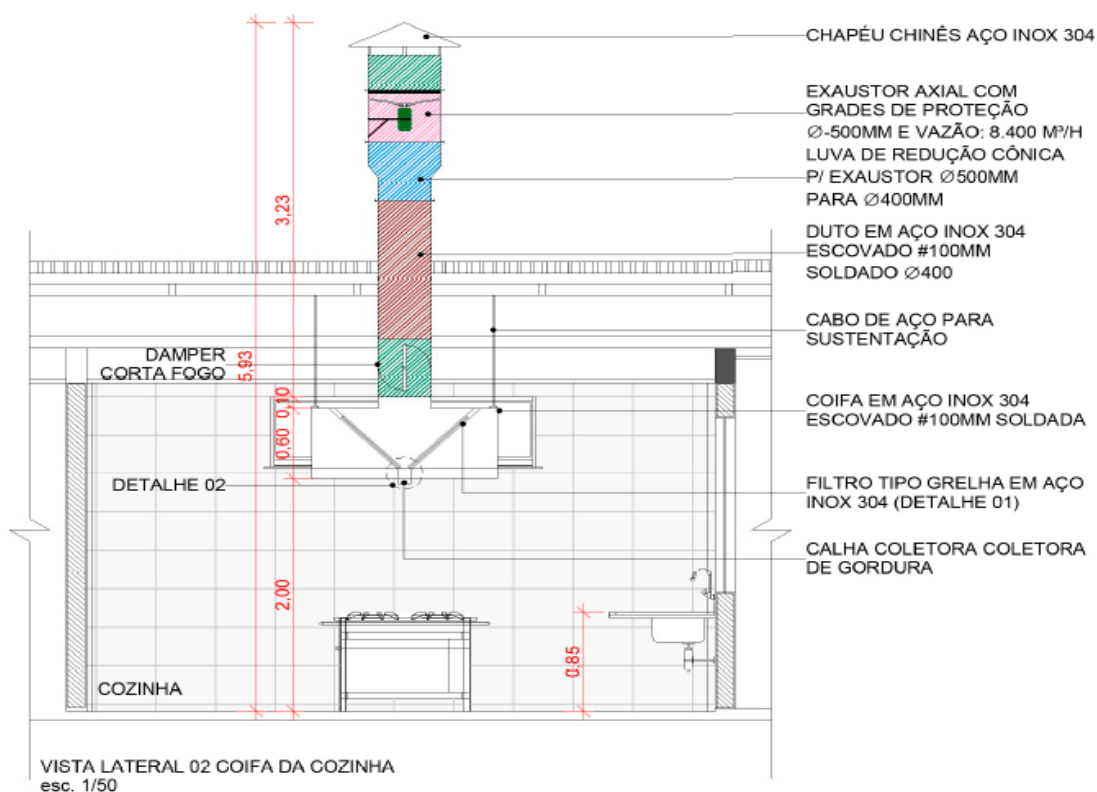 CHAPÉU CHINÊS AÇO INOX 304
EXAUSTOR AXIAL COM
GRADES DE PROTEÇÃO
Ø-500MM E VAZÃO: 8.400 M³/H
LUVA DE REDUÇÃO CÔNICA
P/ EXAUSTOR Ø500MM
PARA Ø400MM
3,23
DUTO EM AÇO INOX 304
ESCOVADO #100MM
SOLDADO Ø400
CABO DE AÇO PARA
SUSTENTAÇÃO
DAMPER
CORTA FOGO
5,93
0,10
COIFA EM AÇO INOX 304
ESCOVADO #100MM SOLDADA
0,60
DETALHE 02
FILTRO TIPO GRELHA EM AÇO
INOX 304 (DETALHE 01)
CALHA COLETORA COLETORA
DE GORDURA
2,00
0,85
COZINHA
VISTA LATERAL 02 COIFA DA COZINHA
esc. 1/50